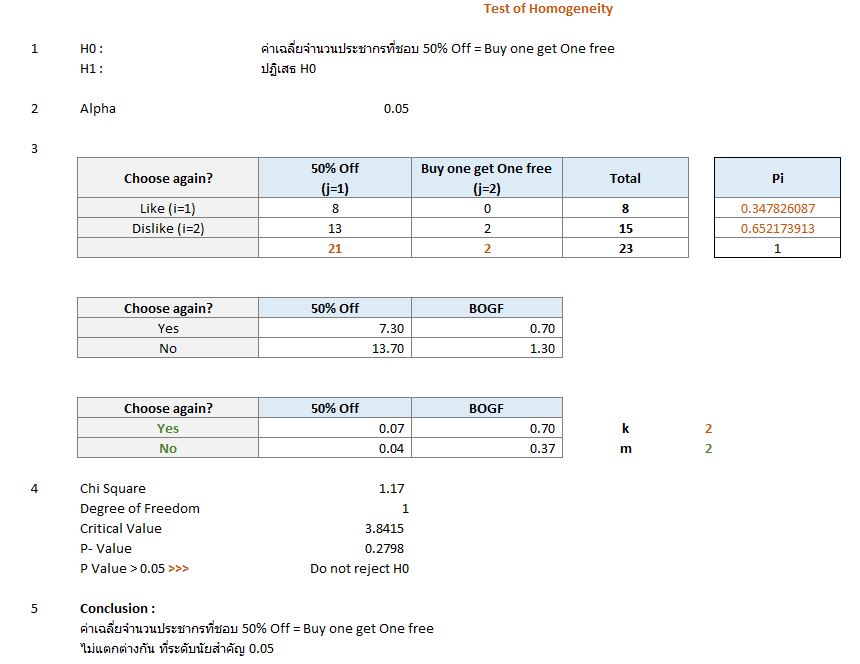 Test of Homogeneity
1 H0 : ค่าเฉลี่ยจำนวนประชากรที่ชอบ 50% Off = Buy one get One free
H1 : ปฏิเสธ H0
2 Alpha 0.05
3
Choose again? 50% Off (j=1) Buy one get One free (j=2) Total Pi
Like (i=1) 8 0 8 0.347826087
Dislike (i=2) 13 2 15 0.652173913
21 2 23 1
Choose again? 50% Off BOGF
Yes 7.30 0.70
No 13.70 1.30
Choose again? 50% Off BOGF
Yes 0.07 0.70 k 2
No 0.04 0.37 m 2
4 Chi Square 1.17
Degree of Freedom 1
Critical Value 3.8415
P- Value 0.2798
P Value > 0.05 >>> Do not reject H0
5 Conclusion :
ค่าเฉลี่ยจำนวนประชากรที่ชอบ 50% Off = Buy one get One free
ไม่แตกต่างกัน ที่ระดับนัยสำคัญ 0.05